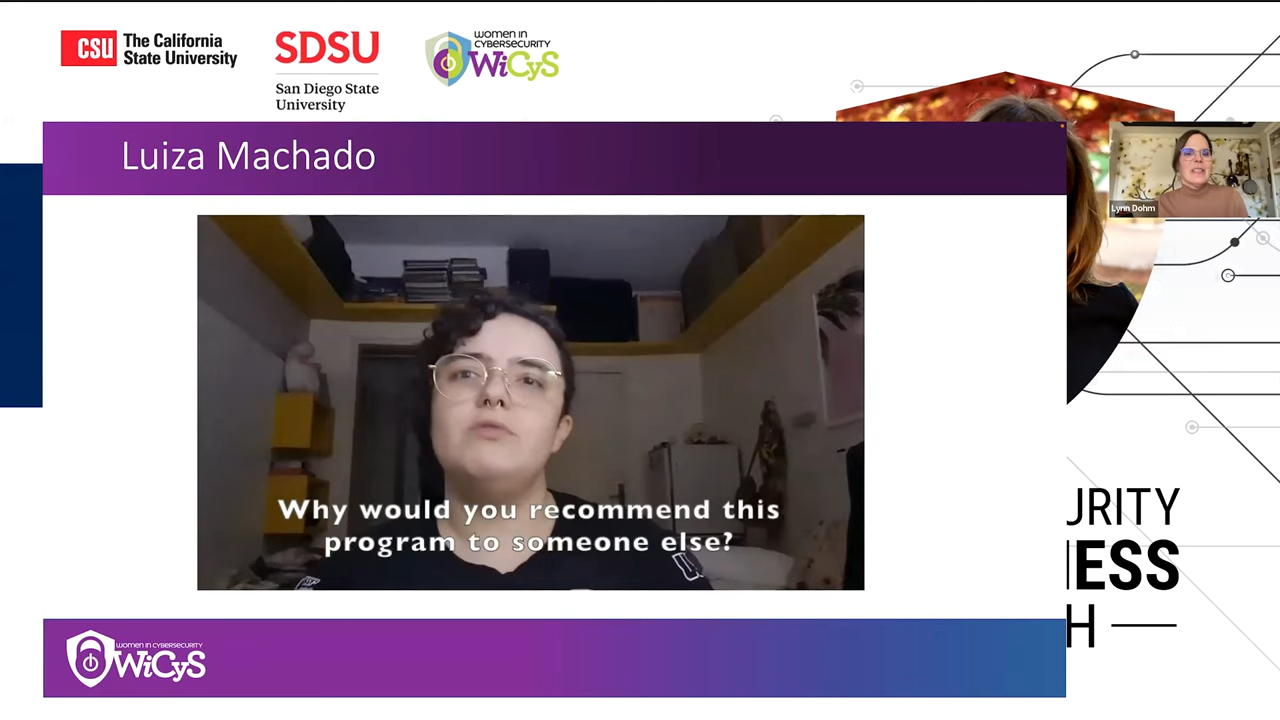 CSU The California
State University
SDSU
San Diego State
University
women in
CYBERSECURITY
WiCyS
Luiza Machado
Lynn Dohm
Why would you recommend this
program to someone else?
URITY
ESS
H
women in cybersecurity
WiCyS